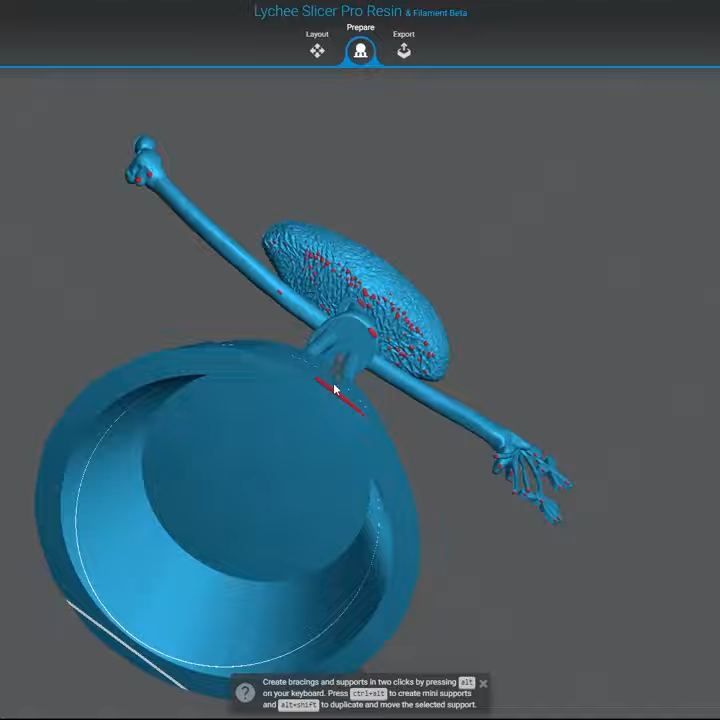 Lychee Slicer Pro Resin & Filament Beta
Layout
Prepare
Export
Create bracings and supports in two clicks by pressing alt
on your keyboard. Press ctrl+alt to create mini supports
and alt+shift to duplicate and move the selected support.